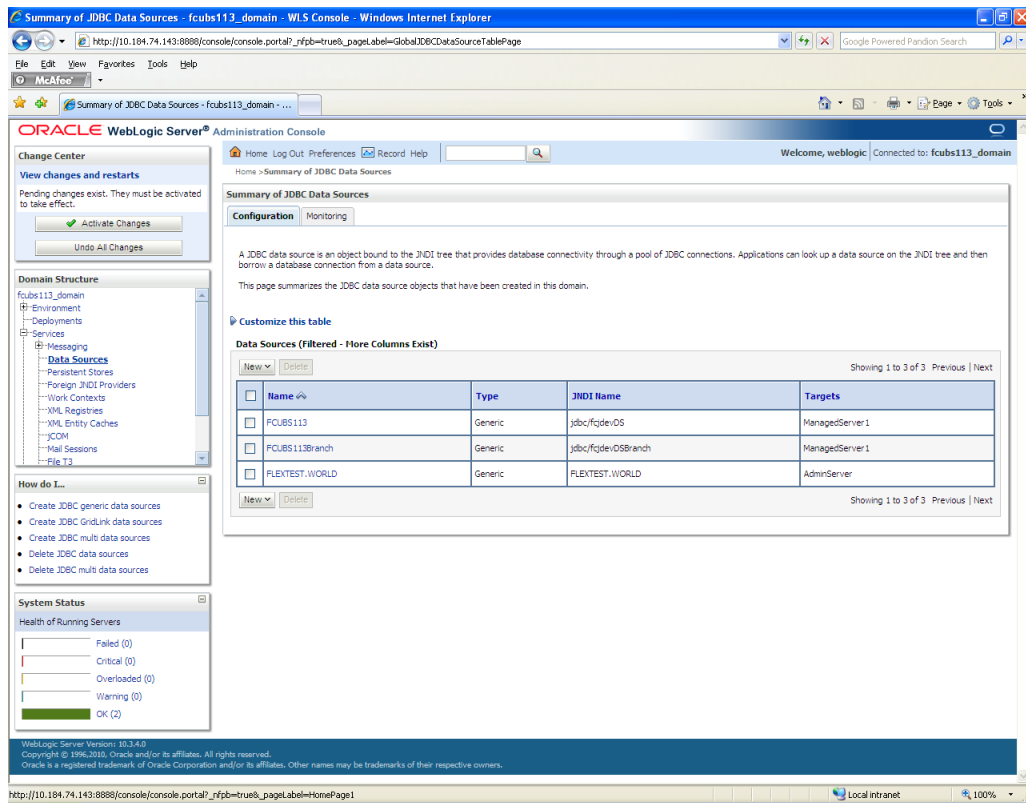 Summary of JDBC Data Sources - fcubs113_domain - WLS Console - Windows Internet Explorer
http://10.184.74.143:8888/console/console.portal?_nfpb=true&_pageLabel=GlobalJDBCDataSourceTablePage
Google Powered Pandion Search
File Edit View Favorites Tools Help
McAfee
Summary of JDBC Data Sources - fcubs113_domain - ...
Page Tools
ORACLE WebLogic Server® Administration Console
Change Center
View changes and restarts
Pending changes exist. They must be activated
to take effect.
Activate Changes
Undo All Changes
Domain Structure
fcubs113_domain
Environment
Deployments
Services
Messaging
Data Sources
Persistent Stores
Foreign JNDI Providers
Work Contexts
XML Registries
XML Entity Caches
jCOM
Mail Sessions
File T3
How do I...
Create JDBC generic data sources
Create JDBC GridLink data sources
Create JDBC multi data sources
Delete JDBC data sources
Delete JDBC multi data sources
System Status
Health of Running Servers
Failed (0)
Critical (0)
Overloaded (0)
Warning (0)
OK (2)
Home Log Out Preferences Record Help
Welcome, weblogic Connected to: fcubs113_domain
Home >Summary of JDBC Data Sources
Summary of JDBC Data Sources
Configuration Monitoring
A JDBC data source is an object bound to the JNDI tree that provides database connectivity through a pool of JDBC connections. Applications can look up a data source on the JNDI tree and then
borrow a database connection from a data source.
This page summarizes the JDBC data source objects that have been created in this domain.
Customize this table
Data Sources (Filtered - More Columns Exist)
New Delete Showing 1 to 3 of 3 Previous | Next
Name Type JNDI Name Targets
FCUBS113 Generic jdbc/fcjdevDS ManagedServer1
FCUBS113Branch Generic jdbc/fcjdevDSBranch ManagedServer1
FLEXTEST.WORLD Generic FLEXTEST.WORLD AdminServer
New Delete Showing 1 to 3 of 3 Previous | Next
WebLogic Server Version: 10.3.4.0
Copyright © 1996,2010, Oracle and/or its affiliates. All rights reserved.
Oracle is a registered trademark of Oracle Corporation and/or its affiliates. Other names may be trademarks of their respective owners.
http://10.184.74.143:8888/console/console.portal?_nfpb=true&_pageLabel=HomePage1
Local intranet 100%